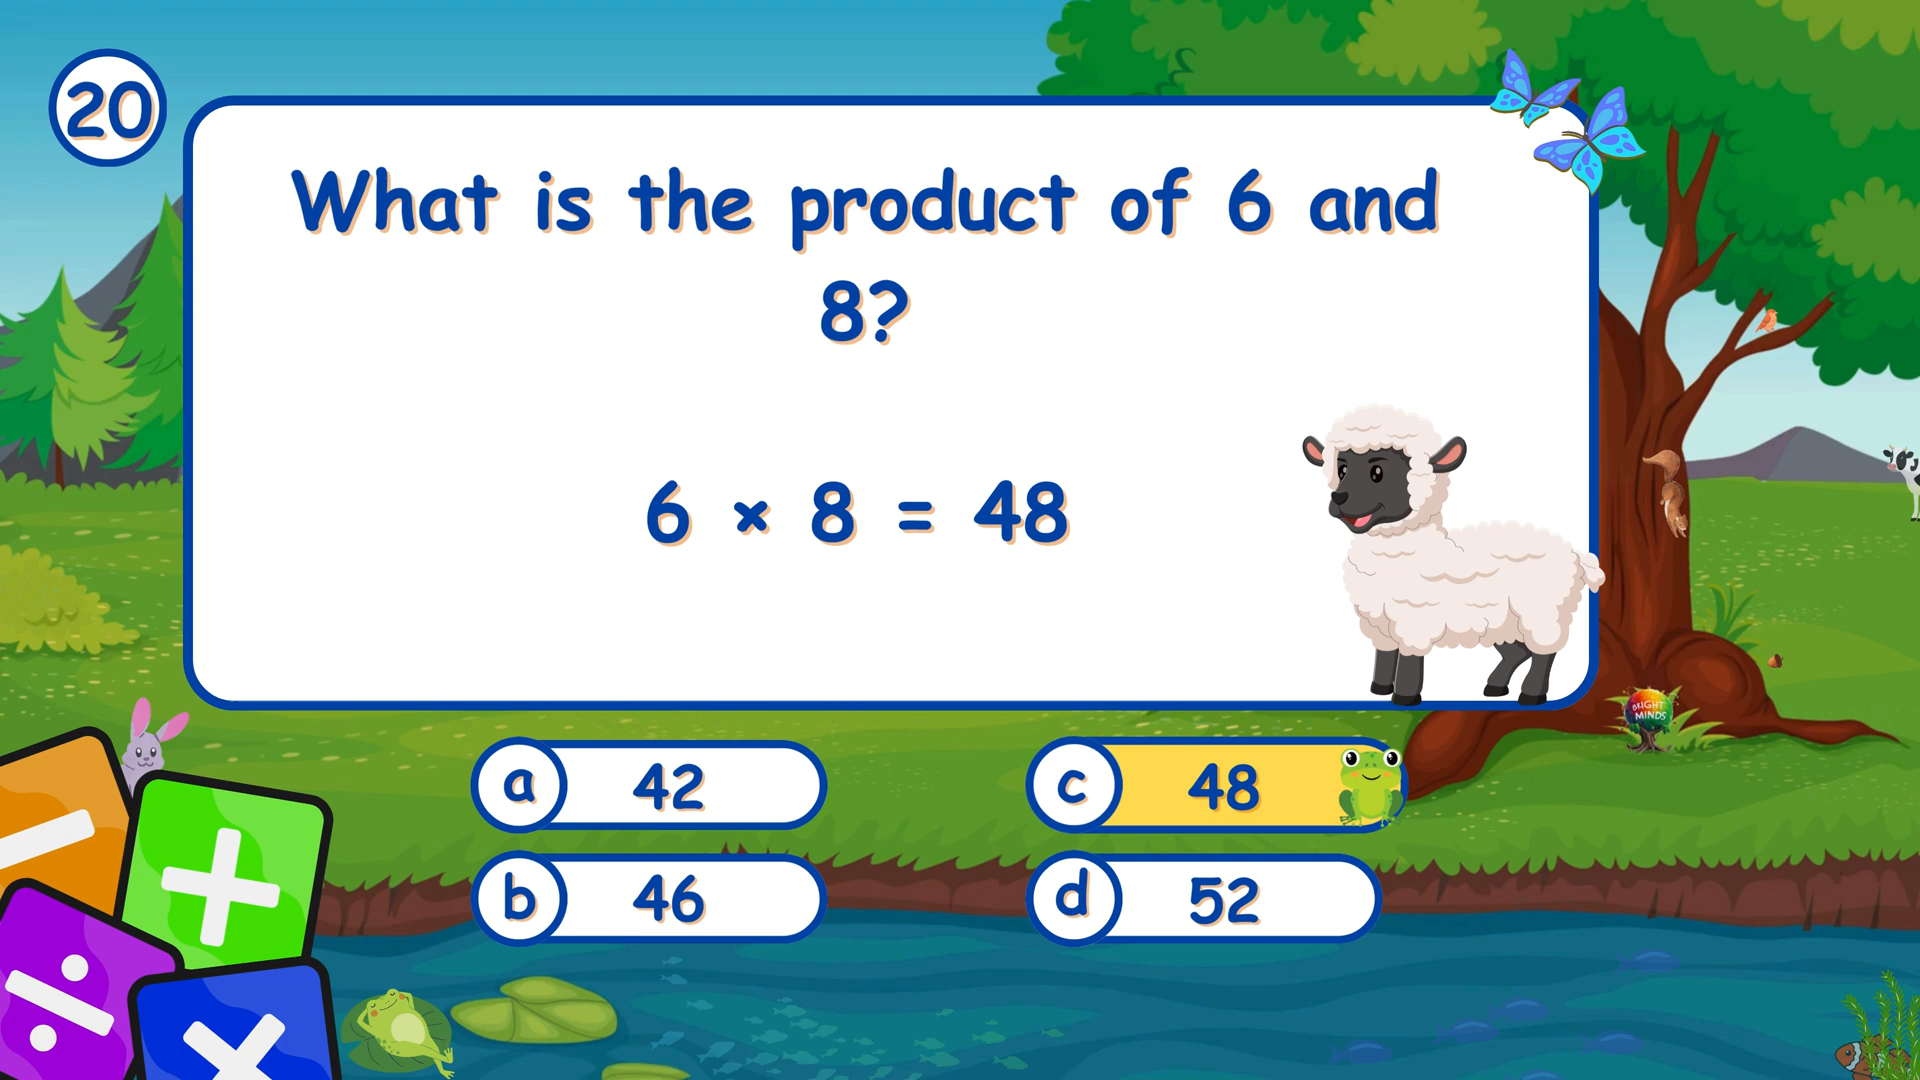 20
What is the product of 6 and
8?
6 × 8 = 48
a 42
c 48
b 46
d 52
BRIGHT
MINDS